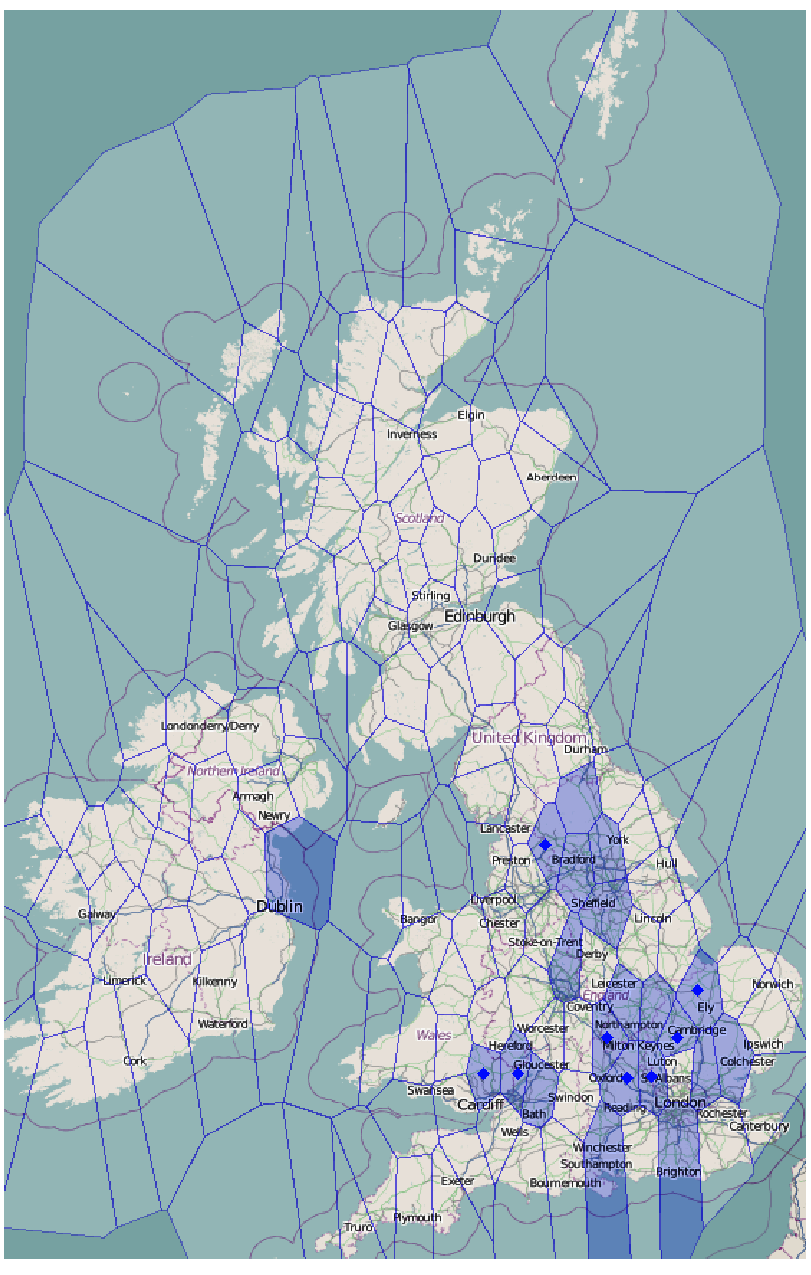 Elgin
Inverness
Aberdeen
Scotland
Dundee
Stirling
Edinburgh
Glasgow
Londonderry/Derry
United Kingdom
Durham
Northern Ireland
Armagh
Newry
Lancaster
York
Preston
Bradford
Hull
Liverpool
Sheffield
Dublin
Galway
Bangor
Chester
Lincoln
Stoke-on-Trent
Derby
Ireland
Limerick
Kilkenny
Leicester
Norwich
England
Ely
Coventry
Waterford
Northampton
Cambridge
Worcester
Wales
Hereford
Milton Keynes
Ipswich
Cork
Gloucester
Luton
Colchester
Oxford
St Albans
Swansea
Swindon
Cardiff
London
Reading
Bath
Rochester
Canterbury
Wells
Winchester
Southampton
Brighton
Exeter
Bournemouth
Plymouth
Truro